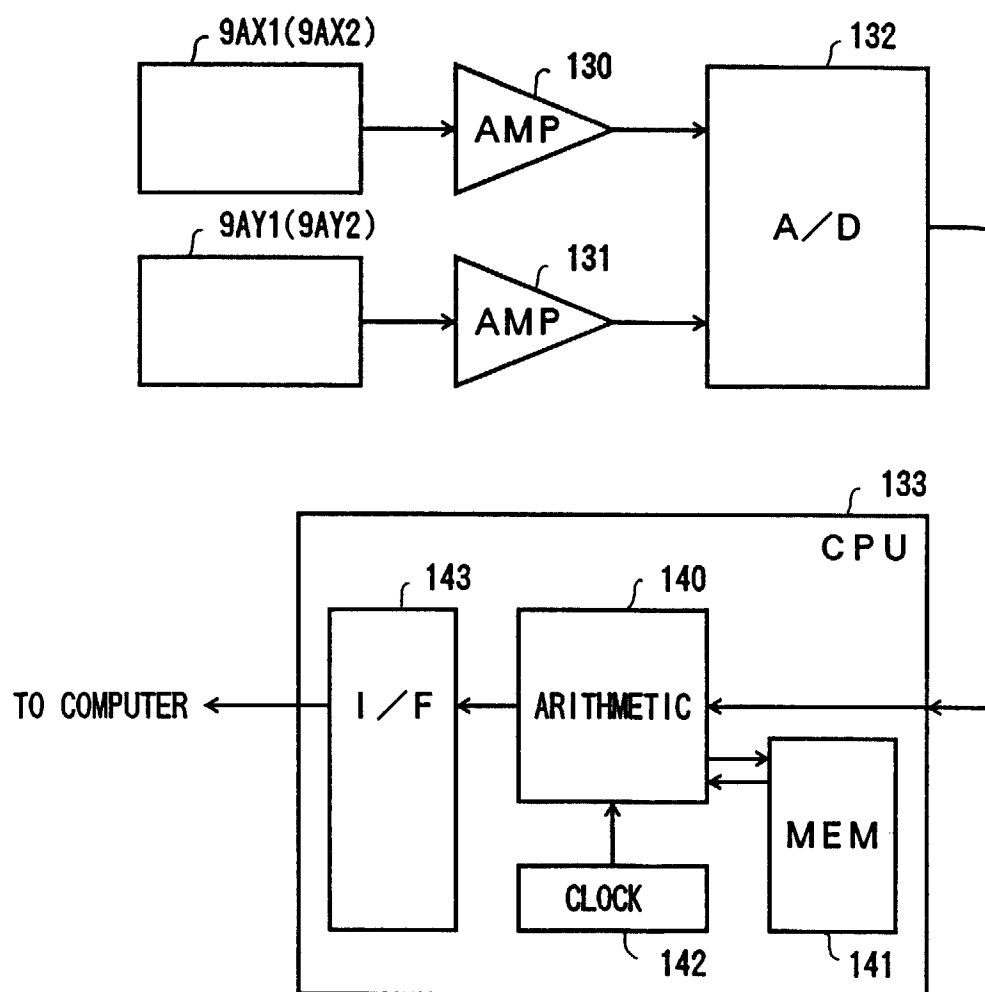 9AX1(9AX2)
130
132
AMP
9AY1(9AY2)
131
A/D
AMP
133
CPU
143
140
I/F
ARITHMETIC
TO COMPUTER
MEM
CLOCK
142
141